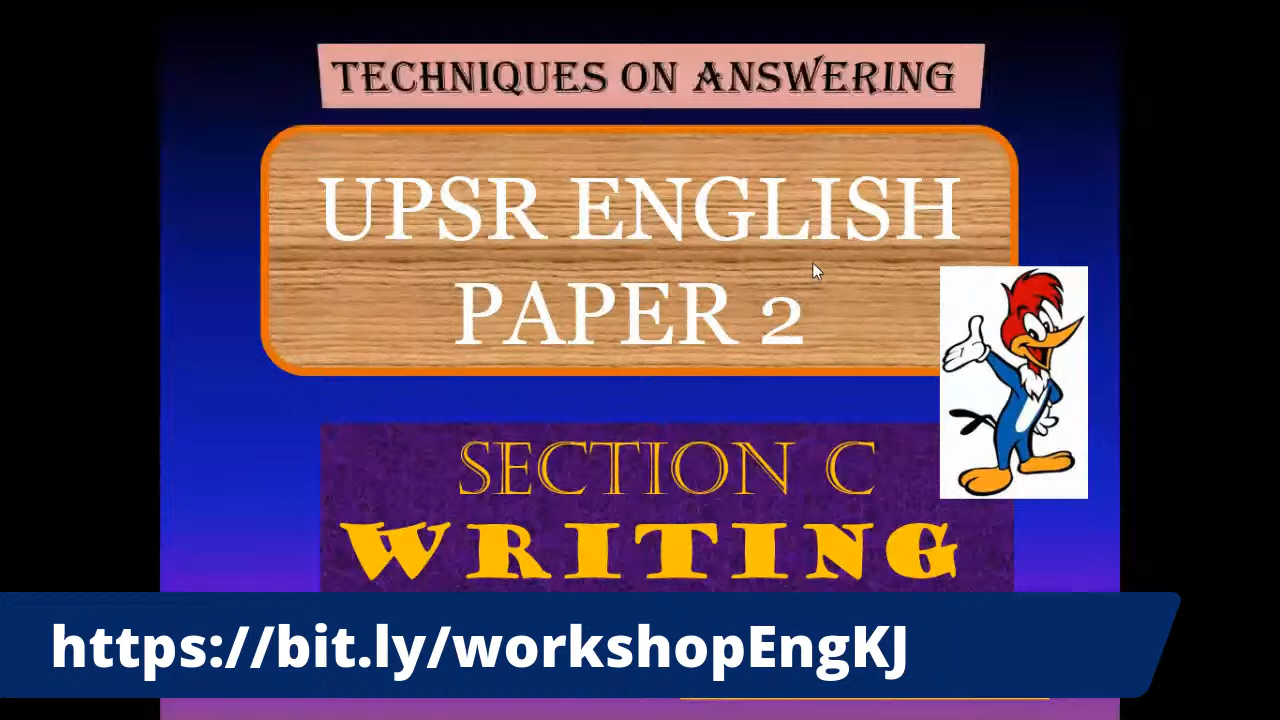 TECHNIQUES ON ANSWERING
UPSR ENGLISH
PAPER 2
SECTION C
WRITING
https://bit.ly/workshopEngKJ